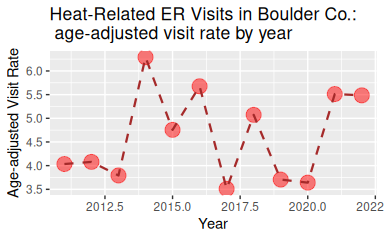 Heat-Related ER Visits in Boulder Co.:
age-adjusted visit rate by year
Age-adjusted Visit Rate
6.0
5.5
5.0
4.5
4.0
3.5
2012.5 2015.0 2017.5 2020.0 2022
Year